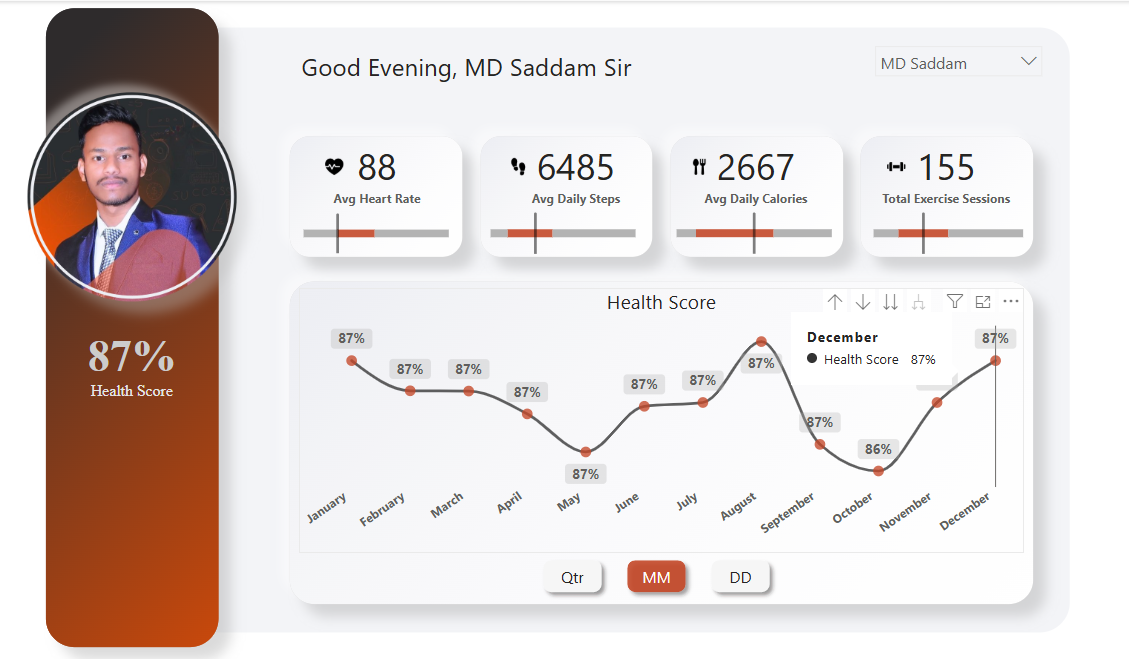 Good Evening, MD Saddam Sir
MD Saddam
88
Avg Heart Rate
6485
Avg Daily Steps
2667
Avg Daily Calories
155
Total Exercise Sessions
87%
Health Score
Health Score
December
Health Score 87%
87%
87%
87%
87%
87%
87%
87%
87%
87%
86%
87%
January
February
March
April
May
June
July
August
September
October
November
December
Qtr
MM
DD